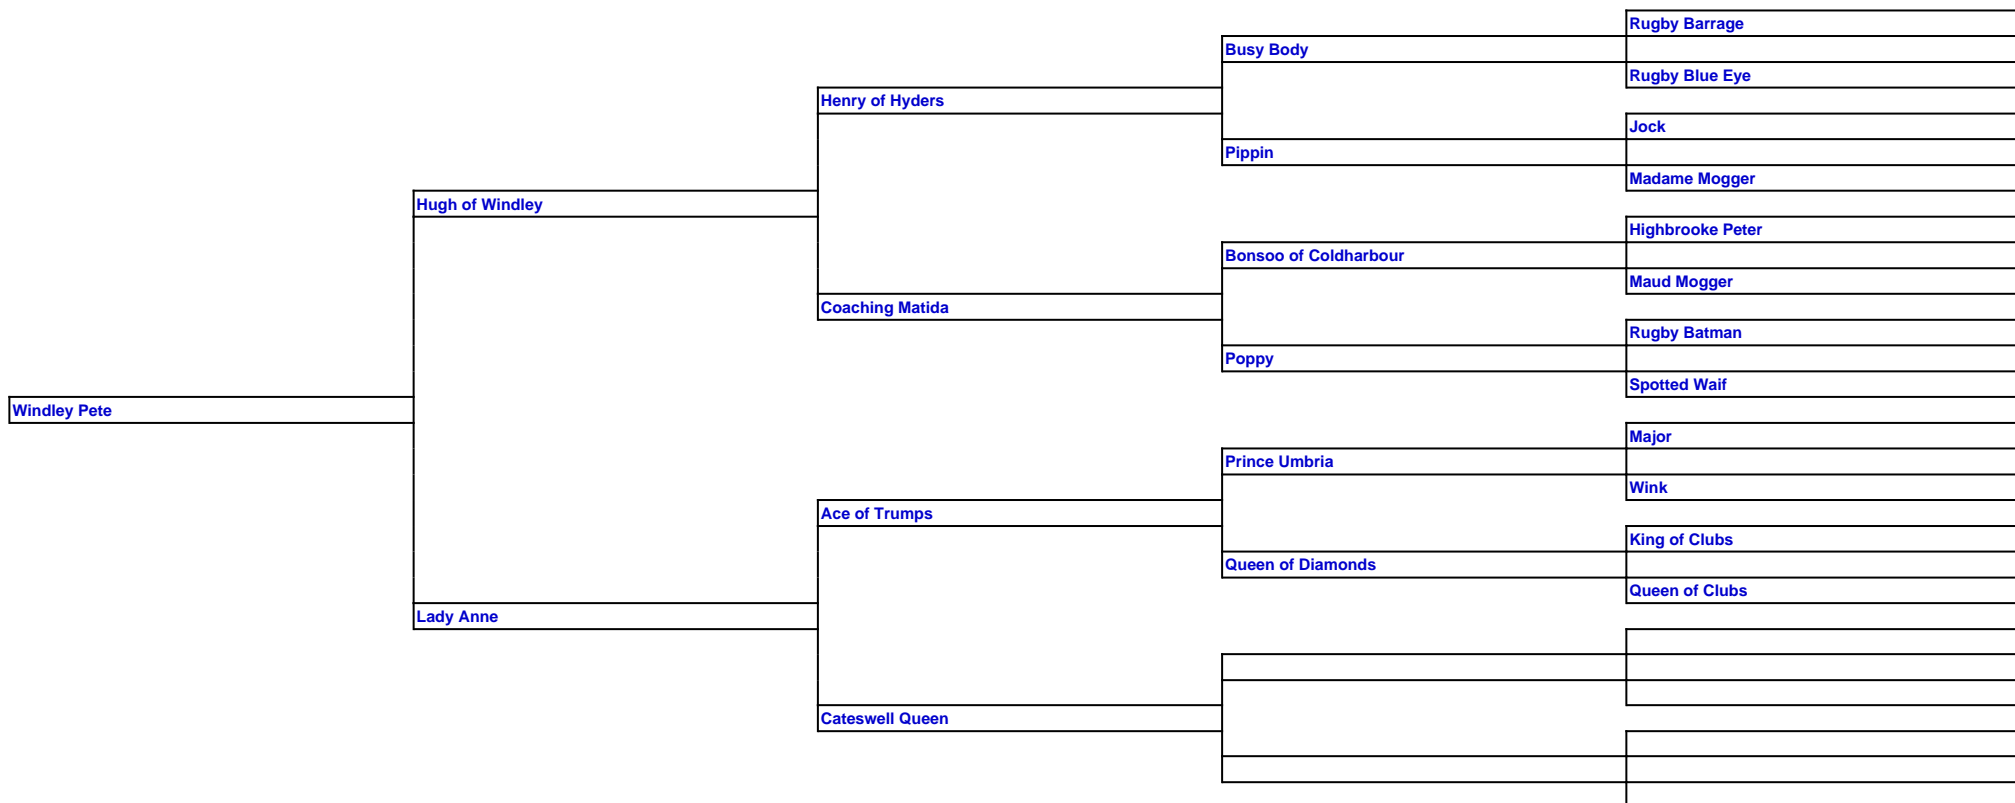 Rugby Barrage
Busy Body
Rugby Blue Eye
Henry of Hyders
Jock
Pippin
Madame Mogger
Hugh of Windley
Highbrooke Peter
Bonsoo of Coldharbour
Maud Mogger
Coaching Matida
Rugby Batman
Poppy
Spotted Waif
Windley Pete
Major
Prince Umbria
Wink
Ace of Trumps
King of Clubs
Queen of Diamonds
Queen of Clubs
Lady Anne
Cateswell Queen